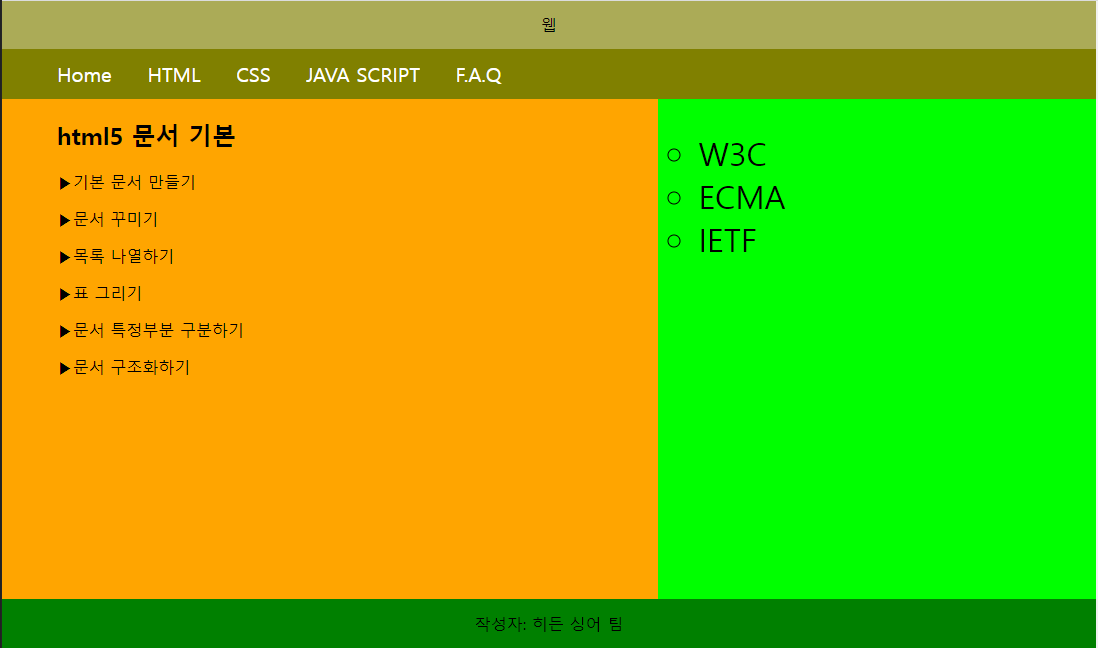 웹
Home HTML CSS JAVA SCRIPT F.A.Q
html5 문서 기본
▶기본 문서 만들기
▶문서 꾸미기
▶목록 나열하기
▶표 그리기
▶문서 특정부분 구분하기
▶문서 구조화하기
W3C
ECMA
IETF
작성자: 히든 싱어 팀